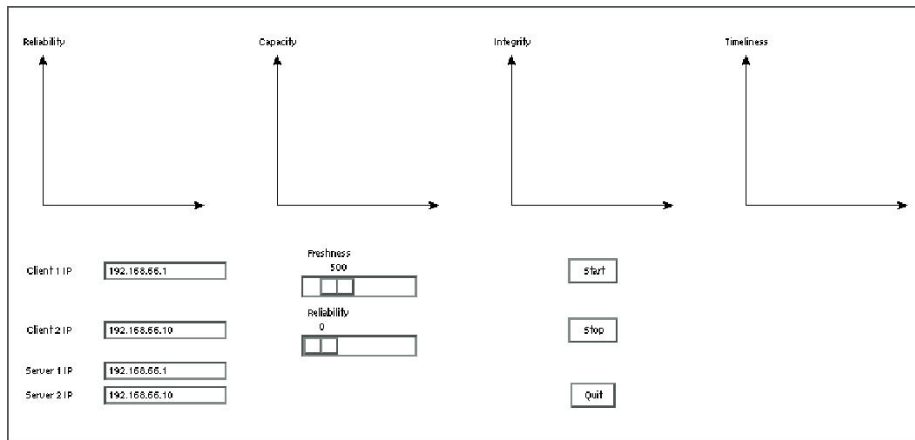 Reliability
Capacity
Integrity
Timeliness
Client 1 IP
192.168.66.1
Client 2 IP
192.168.66.10
Server 1 IP
192.168.66.1
Server 2 IP
192.168.66.10
Freshness
500
Reliability
0
Start
Stop
Quit